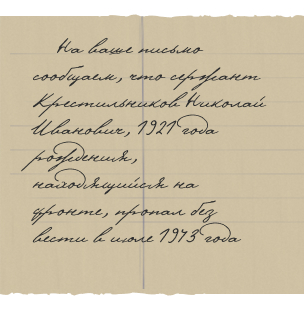 На ваше письмо
сообщаем, что сержант
Крестильников Николай
Иванович, 1921 года
рождения,
находящийся на
фронте, пропал без
вести в июле 1943 года